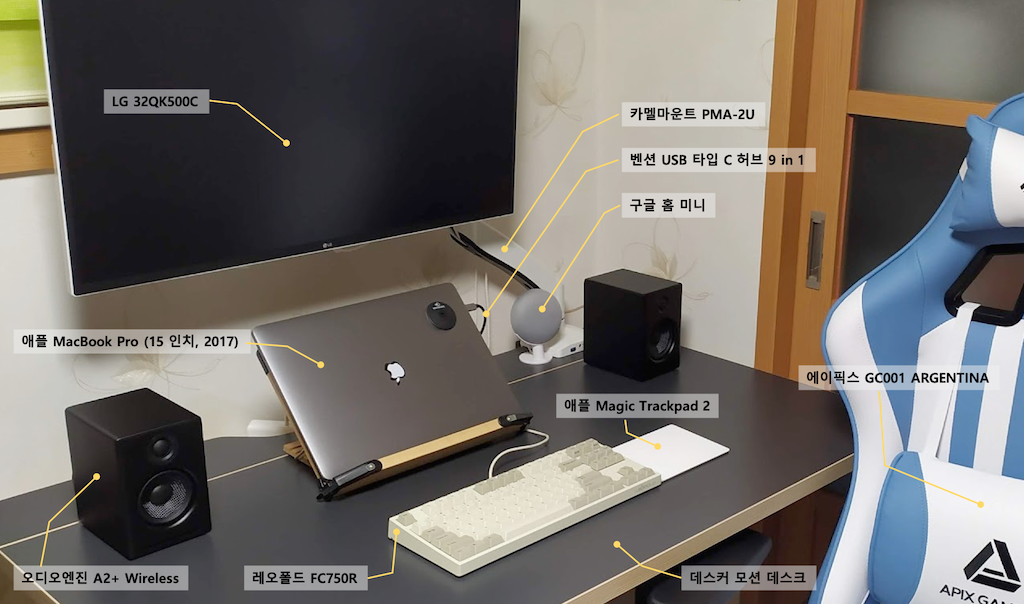 LG 32QK500C
카멜마운트 PMA-2U
벤션 USB 타입 C 허브 9 in 1
구글 홈 미니
LG
애플 MacBook Pro (15 인치, 2017)
에이픽스 GC001 ARGENTINA
애플 Magic Trackpad 2
오디오엔진 A2+ Wireless
레오폴드 FC750R
데스커 모션 데스크
APIX GAM